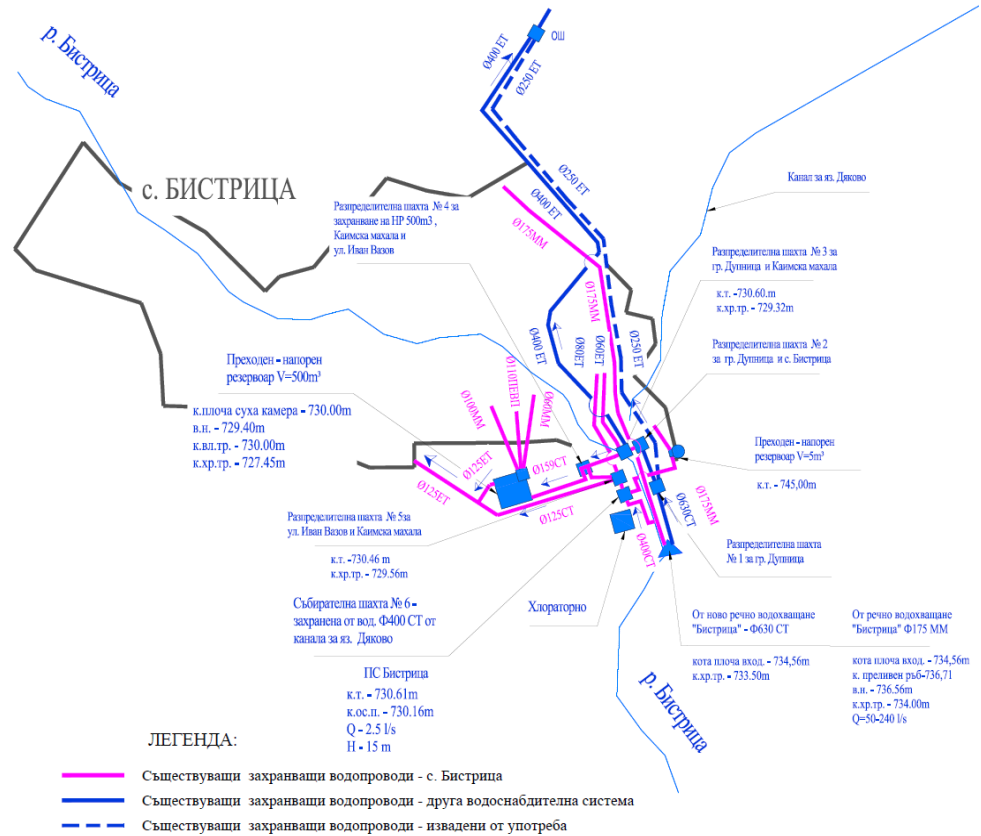 р. Бистрица
ОШ
Ø400 ЕТ
Ø250 ЕТ
с. БИСТРИЦА
Ø250 ЕТ
Ø400 ЕТ
Канал за яз. Дяково
Разпределителна шахта № 4 за
захранване на НР 500m3 ,
Каимска махала и
ул. Иван Вазов
Ø175ММ
Разпределителна шахта № 3 за
гр. Дупница и Каимска махала
к.т. - 730.60.m
к.хр.тр. - 729.32m
Ø175ММ
Ø400 ЕТ
Ø80ЕТ
Ø60ЕТ
Ø250 ЕТ
Разпределителна шахта № 2
за гр. Дупница и с. Бистрица
Преходен - напорен
резервоар V=500m³
к.плоча суха камера - 730.00m
в.н. - 729.40m
к.вл.тр. - 730.00m
к.хр.тр. - 727.45m
Ø100ММ
Ø110ПЕВП
Ø60ММ
Преходен - напорен
резервоар V=5m³
к.т. - 745,00m
Ø125ЕТ
Ø125ЕТ
Ø159СТ
Ø125СТ
Ø175ММ
Ø630СТ
Ø400СТ
Разпределителна шахта № 5за
ул. Иван Вазов и Каимска махала
к.т. -730.46 m
к.хр.тр. - 729.56m
Разпределителна шахта
№ 1 за гр. Дупница
Събирателна шахта № 6 -
захранена от вод. Ф400 СТ от
канала за яз. Дяково
Хлораторно
От ново речно водохващане
"Бистрица" - Ф630 СТ
кота плоча вход. - 734,56m
к.хр.тр. - 733.50m
От речно водохващане
"Бистрица" Ф175 ММ
кота плоча вход. - 734,56m
к. преливен ръб-736,71
в.н. - 736.56m
к.хр.тр. - 734.00m
Q=50-240 l/s
ПС Бистрица
к.т. - 730.61m
к.ос.п. - 730.16m
Q - 2.5 l/s
H - 15 m
р. Бистрица
ЛЕГЕНДА:
Съществуващи захранващи водопроводи - с. Бистрица
Съществуващи захранващи водопроводи - друга водоснабдителна система
Съществуващи захранващи водопроводи - извадени от употреба